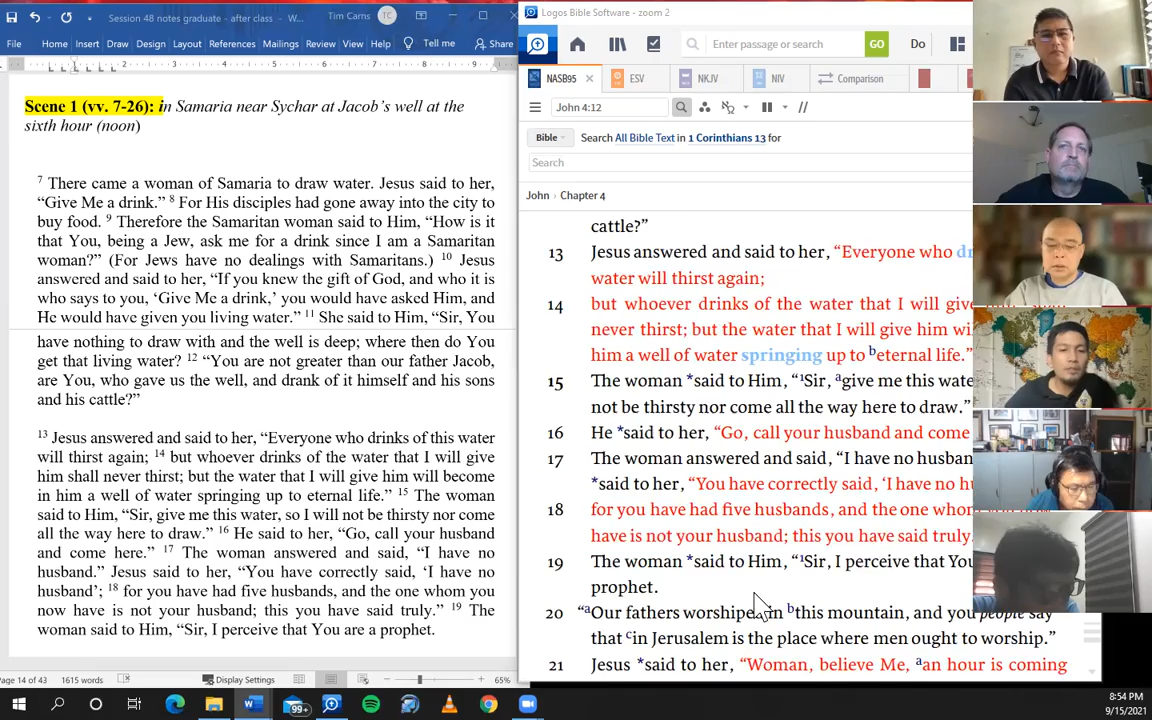 Session 48 notes graduate - after class - W...
Tim Carns
TC
File Home Insert Draw Design Layout References Mailings Review View Help Tell me Share
Scene 1 (vv. 7-26): in Samaria near Sychar at Jacob's well at the
sixth hour (noon)
7 There came a woman of Samaria to draw water. Jesus said to her,
"Give Me a drink." 8 For His disciples had gone away into the city to
buy food. 9 Therefore the Samaritan woman said to Him, "How is it
that You, being a Jew, ask me for a drink since I am a Samaritan
woman?" (For Jews have no dealings with Samaritans.) 10 Jesus
answered and said to her, "If you knew the gift of God, and who it is
who says to you, 'Give Me a drink,' you would have asked Him, and
He would have given you living water." 11 She said to Him, "Sir, You
have nothing to draw with and the well is deep; where then do You
get that living water? 12 "You are not greater than our father Jacob,
are You, who gave us the well, and drank of it himself and his sons
and his cattle?"
13 Jesus answered and said to her, "Everyone who drinks of this water
will thirst again; 14 but whoever drinks of the water that I will give
him shall never thirst; but the water that I will give him will become
in him a well of water springing up to eternal life." 15 The woman
said to Him, "Sir, give me this water, so I will not be thirsty nor come
all the way here to draw." 16 He said to her, "Go, call your husband
and come here." 17 The woman answered and said, "I have no
husband." Jesus said to her, "You have correctly said, 'I have no
husband'; 18 for you have had five husbands, and the one whom you
now have is not your husband; this you have said truly." 19 The
woman said to Him, "Sir, I perceive that You are a prophet.
Page 14 of 43 1615 words Display Settings 65%
Logos Bible Software - zoom 2
Enter passage or search GO Do
NASB95 ESV NKJV NIV Comparison
John 4:12
Bible Search All Bible Text in 1 Corinthians 13 for
Search
John › Chapter 4
cattle?"
13 Jesus answered and said to her, "Everyone who
water will thirst again;
14 but whoever drinks of the water that I will give
never thirst; but the water that I will give him
him a well of water springing up to b eternal life."
15 The woman *said to Him, "1Sir, a give me this
not be thirsty nor come all the way here to draw."
16 He *said to her, "Go, call your husband and come
17 The woman answered and said, "I have no
*said to her, "You have correctly said, 'I have no
18 for you have had five husbands, and the one
have is not your husband; this you have said truly.
19 The woman *said to Him, "1Sir, I perceive that
prophet.
20 "a Our fathers worshiped in b this mountain, and you people say
that c in Jerusalem is the place where men ought to worship."
21 Jesus *said to her, "Woman, believe Me, a an hour is coming
99+
8:54 PM
9/15/2021